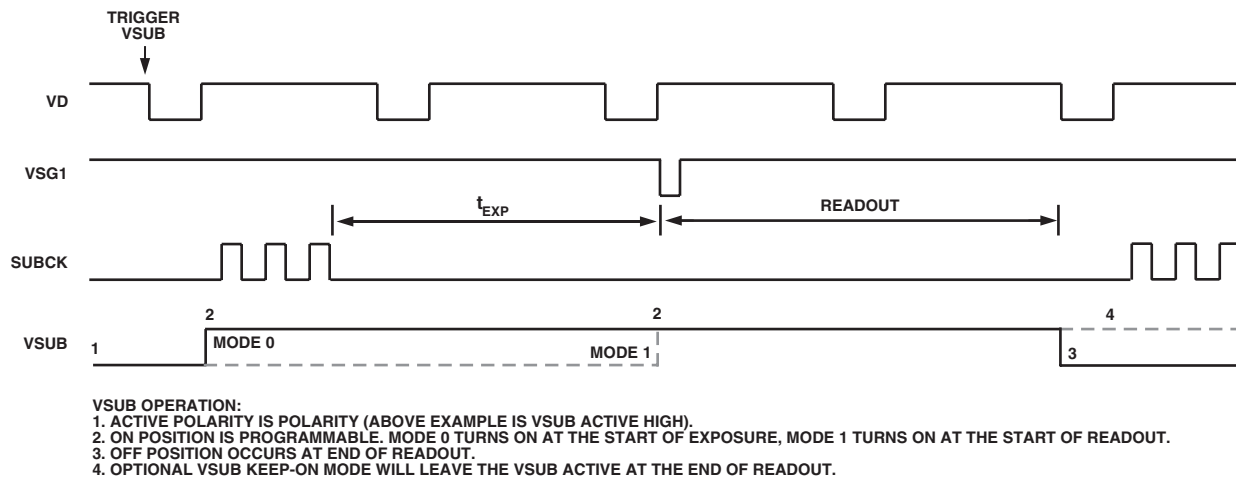 TRIGGER
VSUB
VD
VSG1
tEXP
READOUT
SUBCK
2
2
4
VSUB
1
MODE 0
MODE 1
3
VSUB OPERATION:
1. ACTIVE POLARITY IS POLARITY (ABOVE EXAMPLE IS VSUB ACTIVE HIGH).
2. ON POSITION IS PROGRAMMABLE. MODE 0 TURNS ON AT THE START OF EXPOSURE, MODE 1 TURNS ON AT THE START OF READOUT.
3. OFF POSITION OCCURS AT END OF READOUT.
4. OPTIONAL VSUB KEEP-ON MODE WILL LEAVE THE VSUB ACTIVE AT THE END OF READOUT.